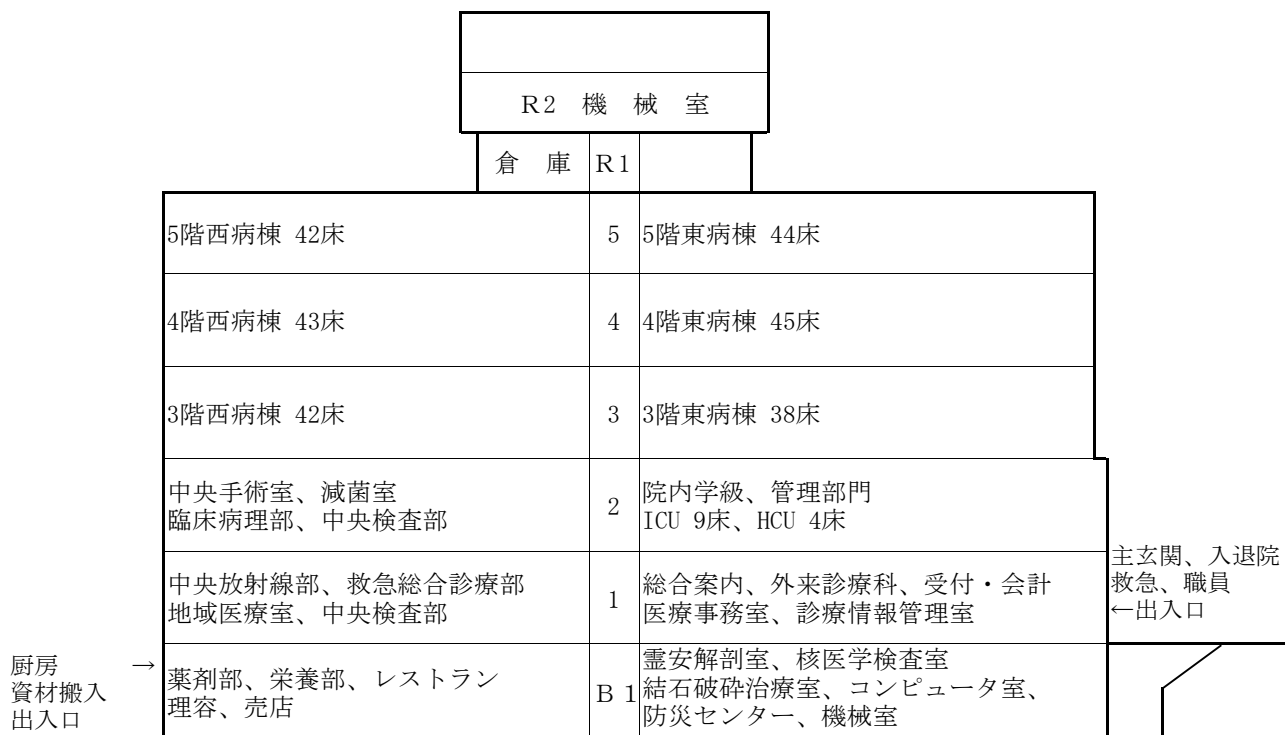 R2 機 械 室
倉 庫
R1
5階西病棟 42床
5
5階東病棟 44床
4階西病棟 43床
4
4階東病棟 45床
3階西病棟 42床
3
3階東病棟 38床
中央手術室、滅菌室
臨床病理部、中央検査部
2
院内学級、管理部門
ICU 9床、HCU 4床
中央放射線部、救急総合診療部
地域医療室、中央検査部
1
総合案内、外来診療科、受付・会計
医療事務室、診療情報管理室
主玄関、入退院
救急、職員
←出入口
厨房 →
資材搬入
出入口
薬剤部、栄養部、レストラン
理容、売店
B1
霊安解剖室、核医学検査室
結石破砕治療室、コンピュータ室、
防災センター、機械室